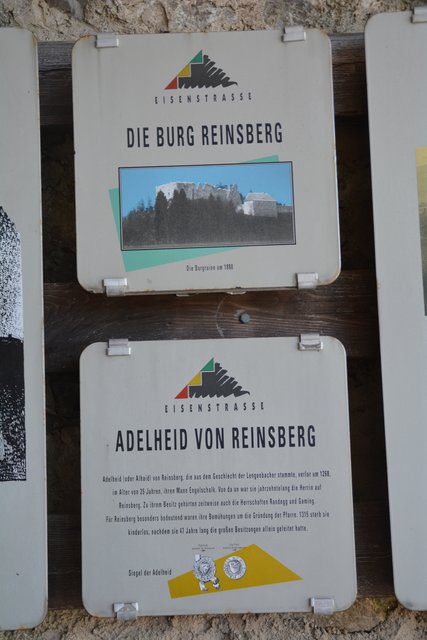 EISENSTRASSE
DIE BURG REINSBERG
Die Burgruine um 1980
EISENSTRASSE
ADELHEID VON REINSBERG
Adelheid (oder Alhaid) von Reinsberg, die aus dem Geschlecht der Lengenbacher stammte, verlor um 1268,
im Alter von 25 Jahren, ihren Mann Engelschalk. Von da an war sie jahrzehntelang die Herrin auf
Reinsberg. Zu ihrem Besitz gehörten zeitweise auch die Herrschaften Randegg und Gaming.
Für Reinsberg besonders bedeutend waren ihre Bemühungen um die Gründung der Pfarre. 1315 starb sie
kinderlos, nachdem sie 47 Jahre lang die großen Besitzungen allein geleitet hatte.
Siegel der Adelheid